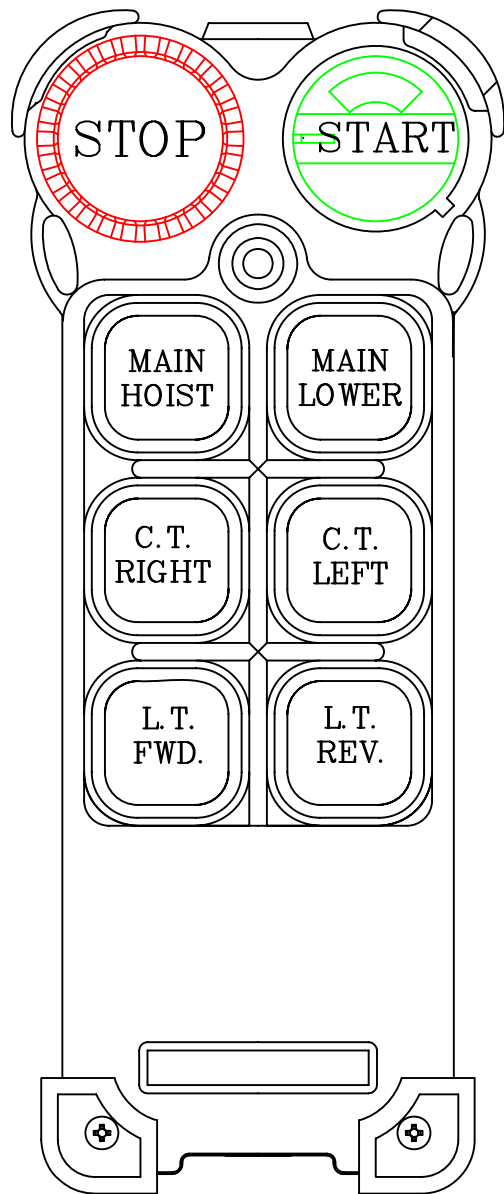 STOP START
MAIN HOIST
MAIN LOWER
C.T. RIGHT
C.T. LEFT
L.T. FWD.
L.T. REV.